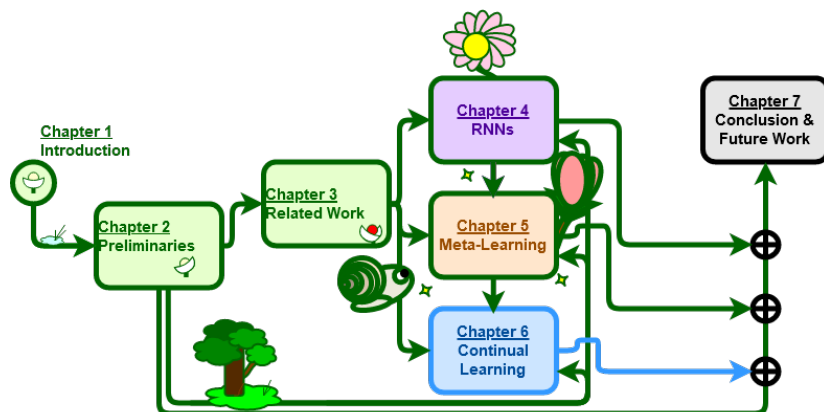 Chapter 1
Introduction
Chapter 2
Preliminaries
Chapter 3
Related Work
Chapter 4
RNNs
Chapter 5
Meta-Learning
Chapter 6
Continual
Learning
Chapter 7
Conclusion &
Future Work